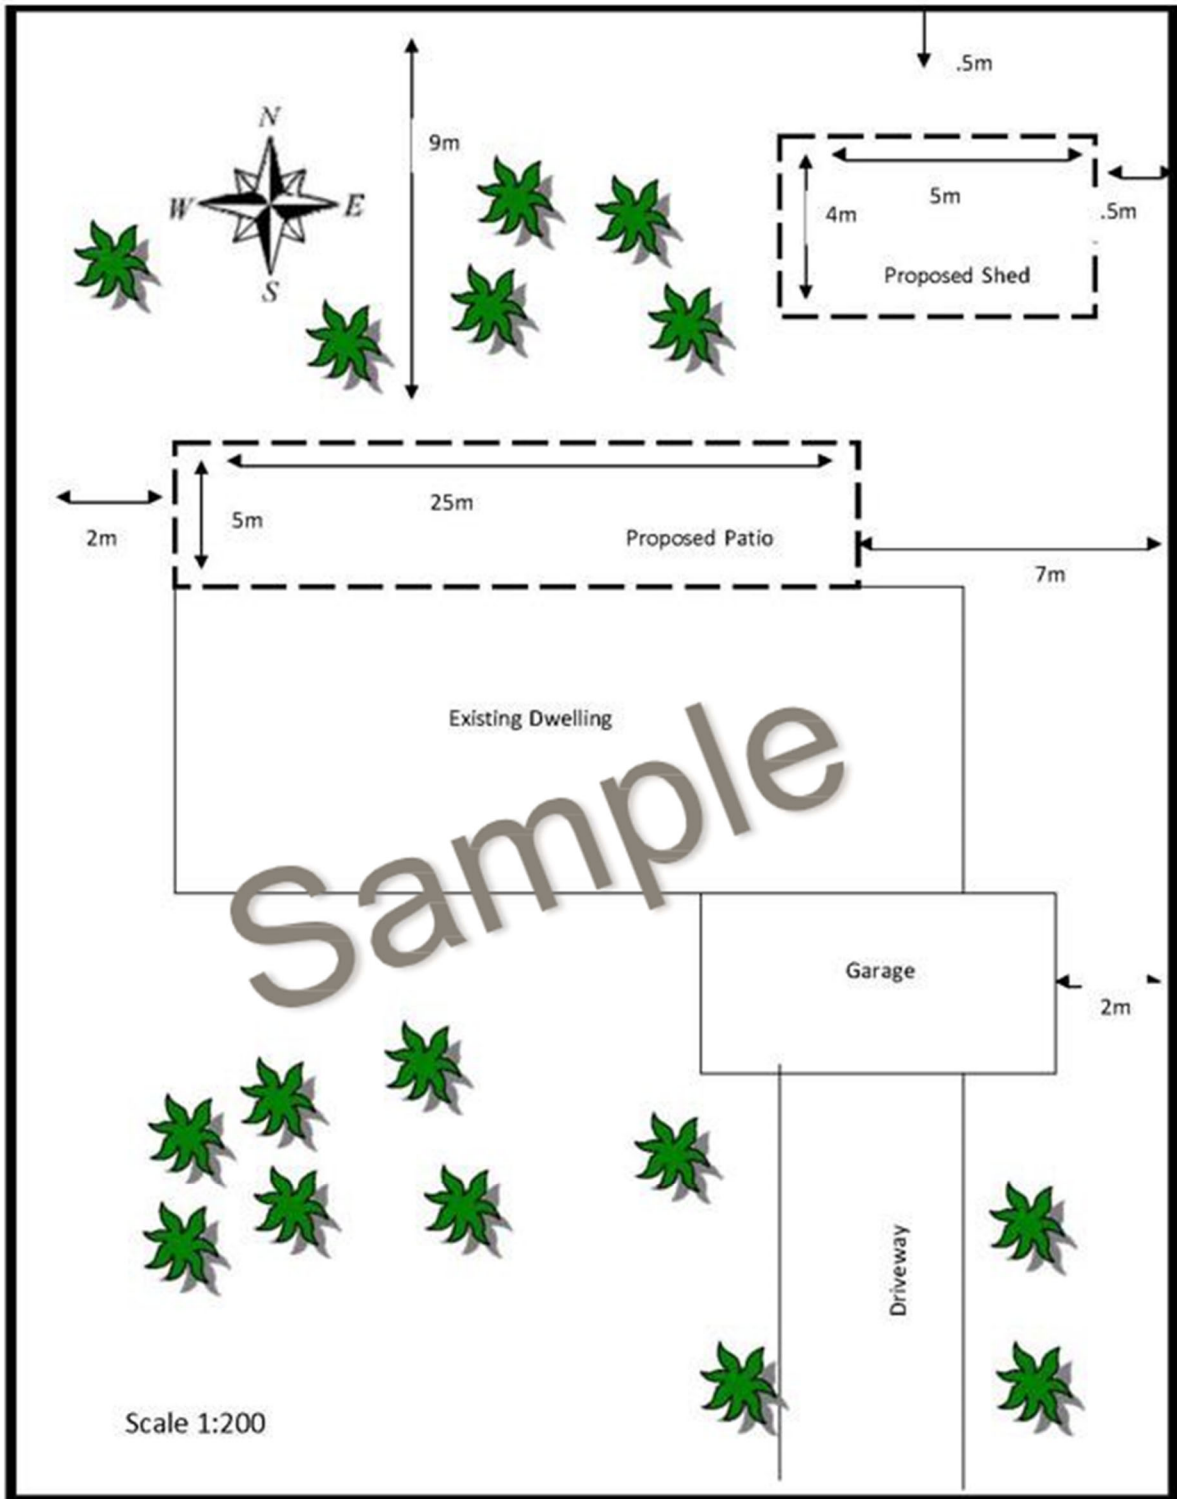 .5m
N
9m
W
E
5m
4m
.5m
Proposed Shed
S
25m
5m
2m
Proposed Patio
7m
Existing Dwelling
Sample
Garage
2m
Driveway
Scale 1:200